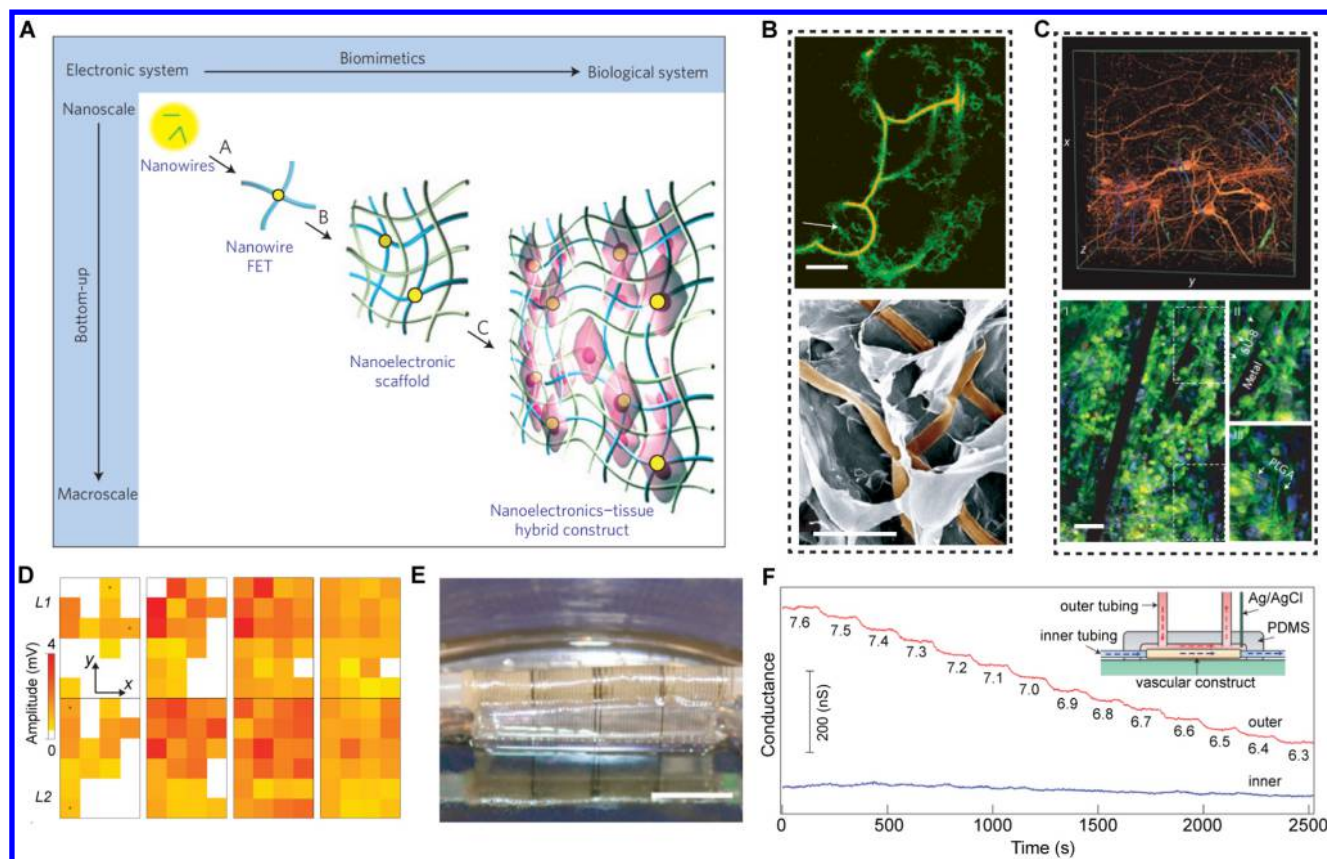 A
Electronic system
Biomimetics
Biological system
Nanoscale
Bottom-up
Macroscale
Nanowires
A
Nanowire
FET
B
Nanoelectronic
scaffold
C
Nanoelectronics–tissue
hybrid construct
B
C
x
z
y
I
II
SU-8
Metal
PLGA
D
L1
L2
4
0
Amplitude (mV)
y
x
E
F
Conductance
200 (nS)
7.6
7.5
7.4
7.3
7.2
7.1
7.0
6.9
6.8
6.7
6.6
6.5
6.4
6.3
outer
inner
outer tubing
inner tubing
Ag/AgCl
PDMS
vascular construct
0
500
1000
1500
2000
2500
Time (s)